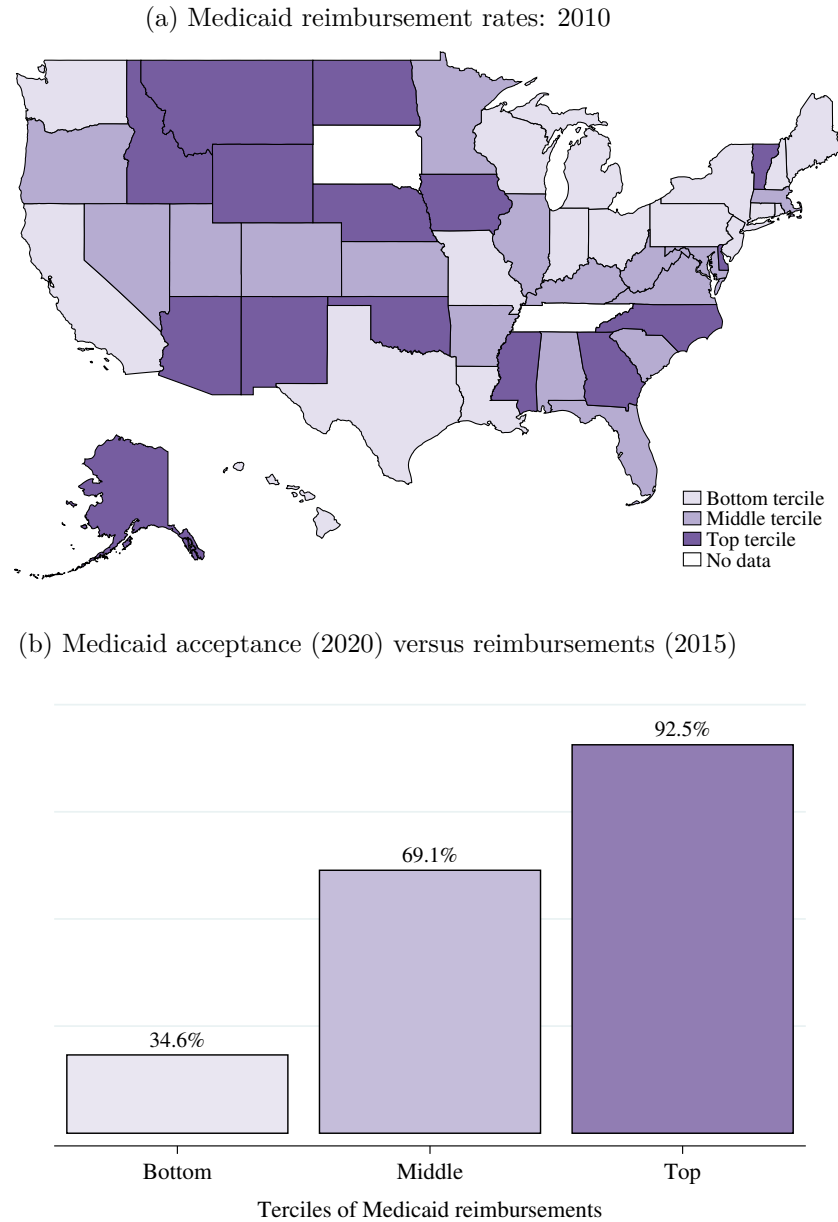 (a) Medicaid reimbursement rates: 2010
Bottom tercile
Middle tercile
Top tercile
No data
(b) Medicaid acceptance (2020) versus reimbursements (2015)
92.5%
69.1%
34.6%
Bottom Middle Top
Terciles of Medicaid reimbursements